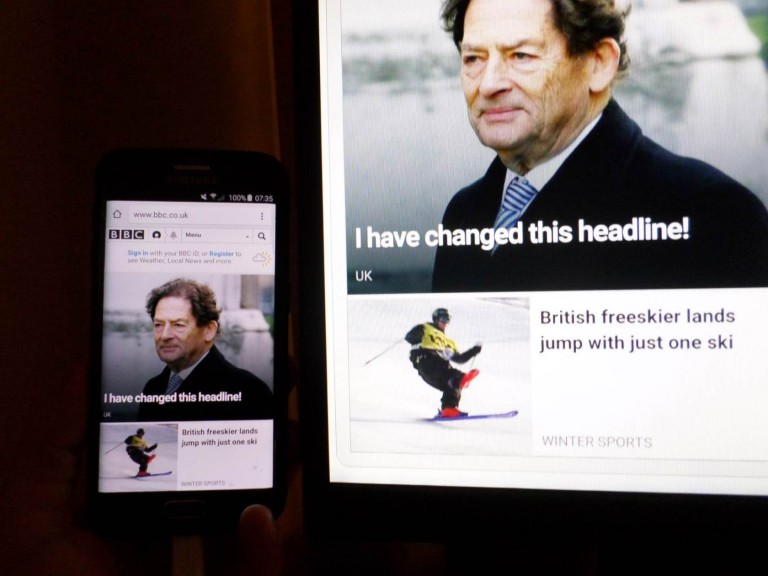 SAMSUNG
100% 07:35
www.bbc.co.uk
BBC Menu
Sign in with your BBC iD, or Register to
see Weather, Local News and more
I have changed this headline!
UK
British freeskier lands
jump with just one ski
WINTER SPORTS
I have changed this headline!
UK
British freeskier lands
jump with just one ski
WINTER SPORTS